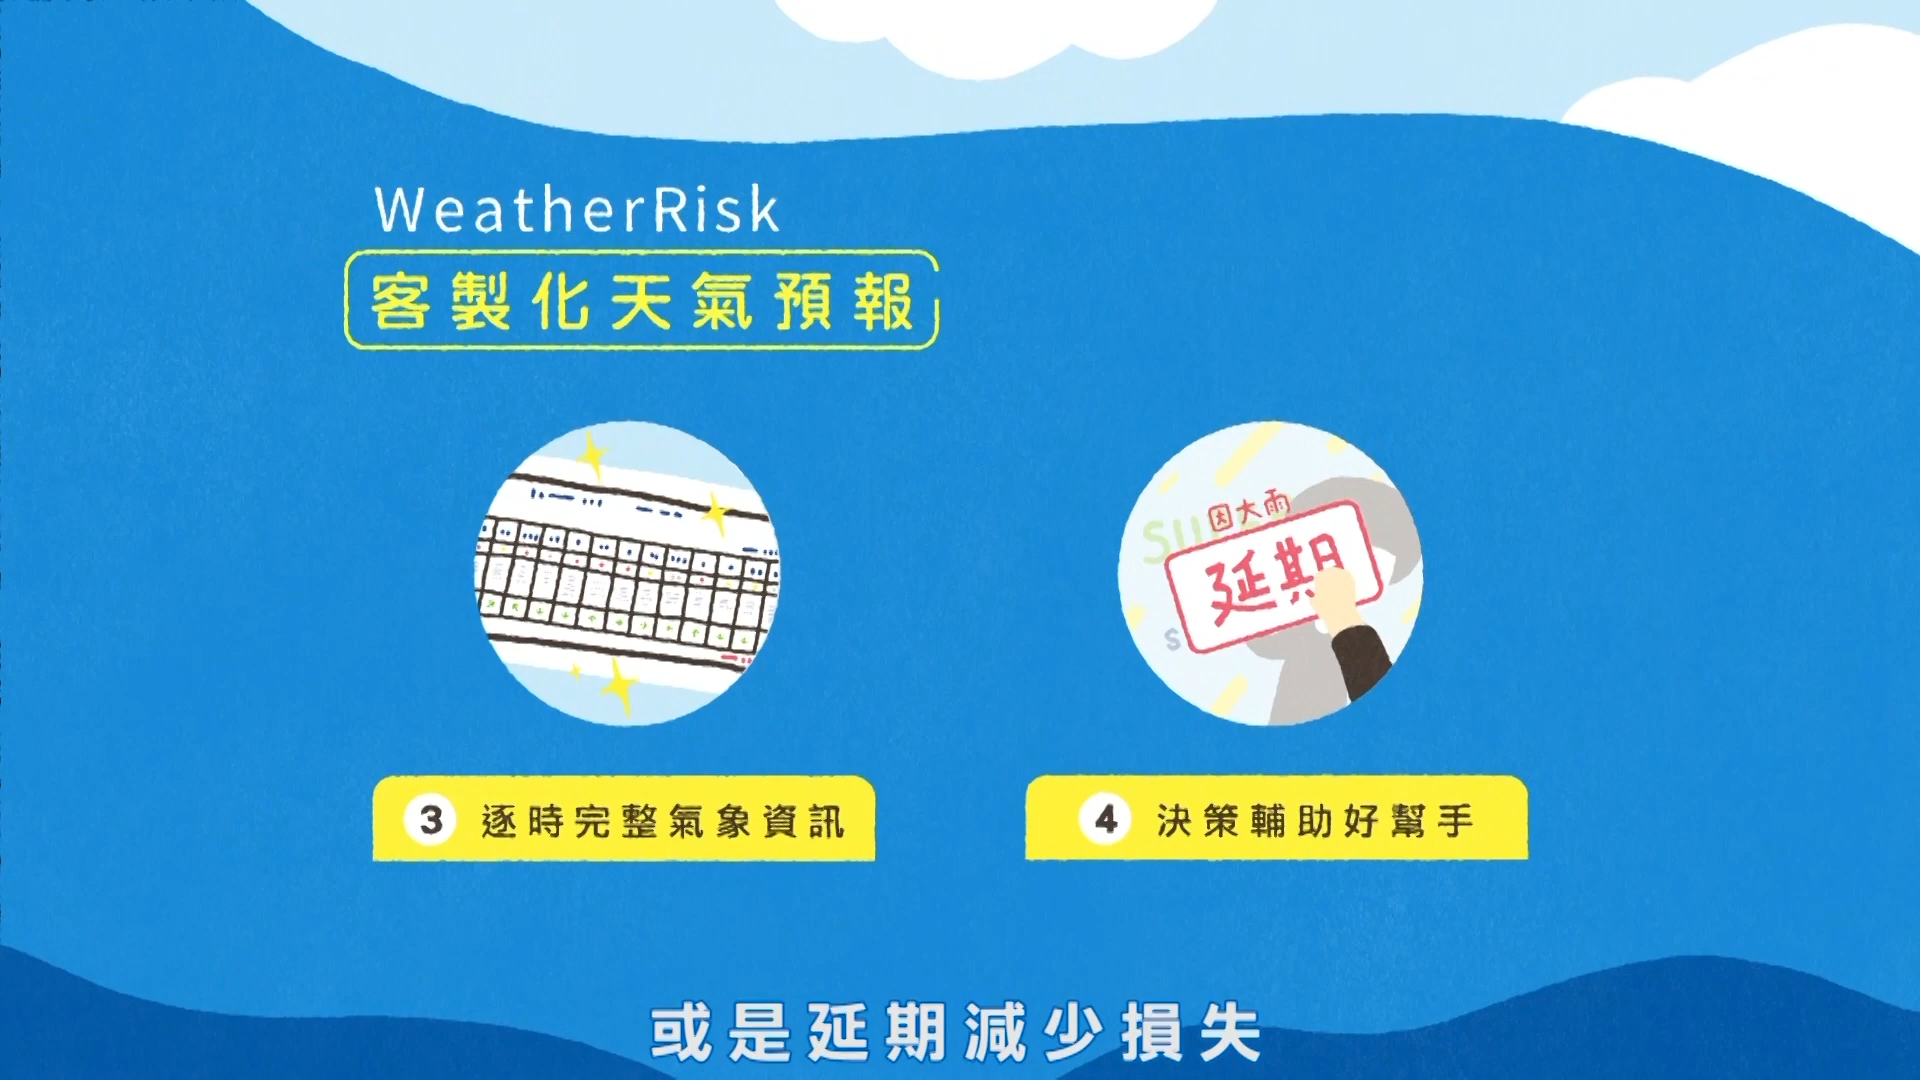 WeatherRisk
客製化天氣預報
因大雨
延期
3 逐時完整氣象資訊
4 決策輔助好幫手
或是延期減少損失